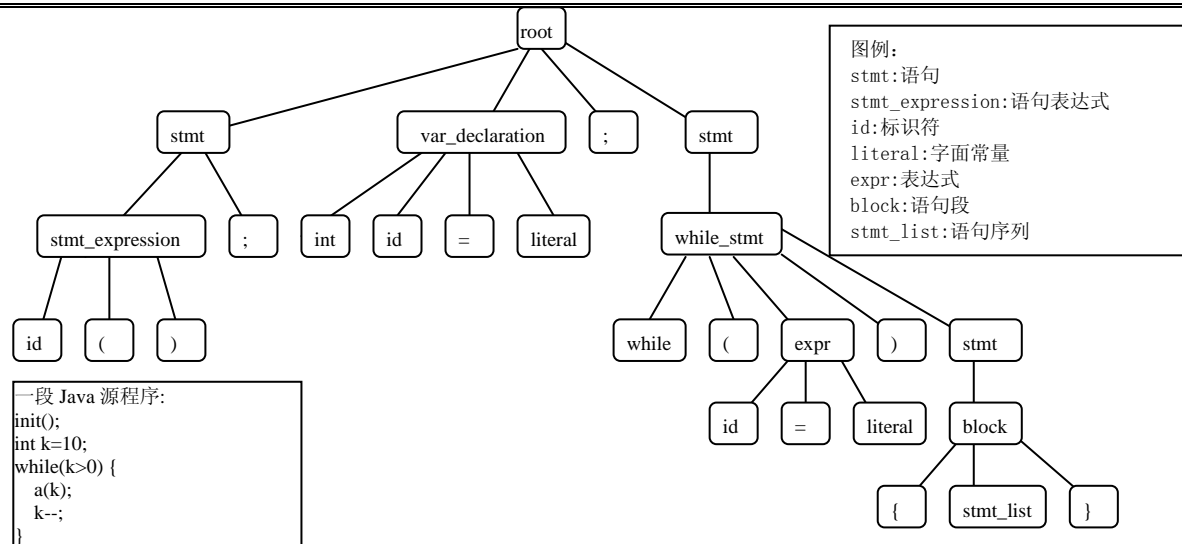 root
图例：
stmt:语句
stmt_expression:语句表达式
id:标识符
literal:字面常量
expr:表达式
block:语句段
stmt_list:语句序列
stmt var_declaration ; stmt
stmt_expression ; int id = literal while_stmt
id ( ) while ( expr ) stmt
id = literal block
{ stmt_list }
一段 Java 源程序:
init();
int k=10;
while(k>0) {
a(k);
k--;
}